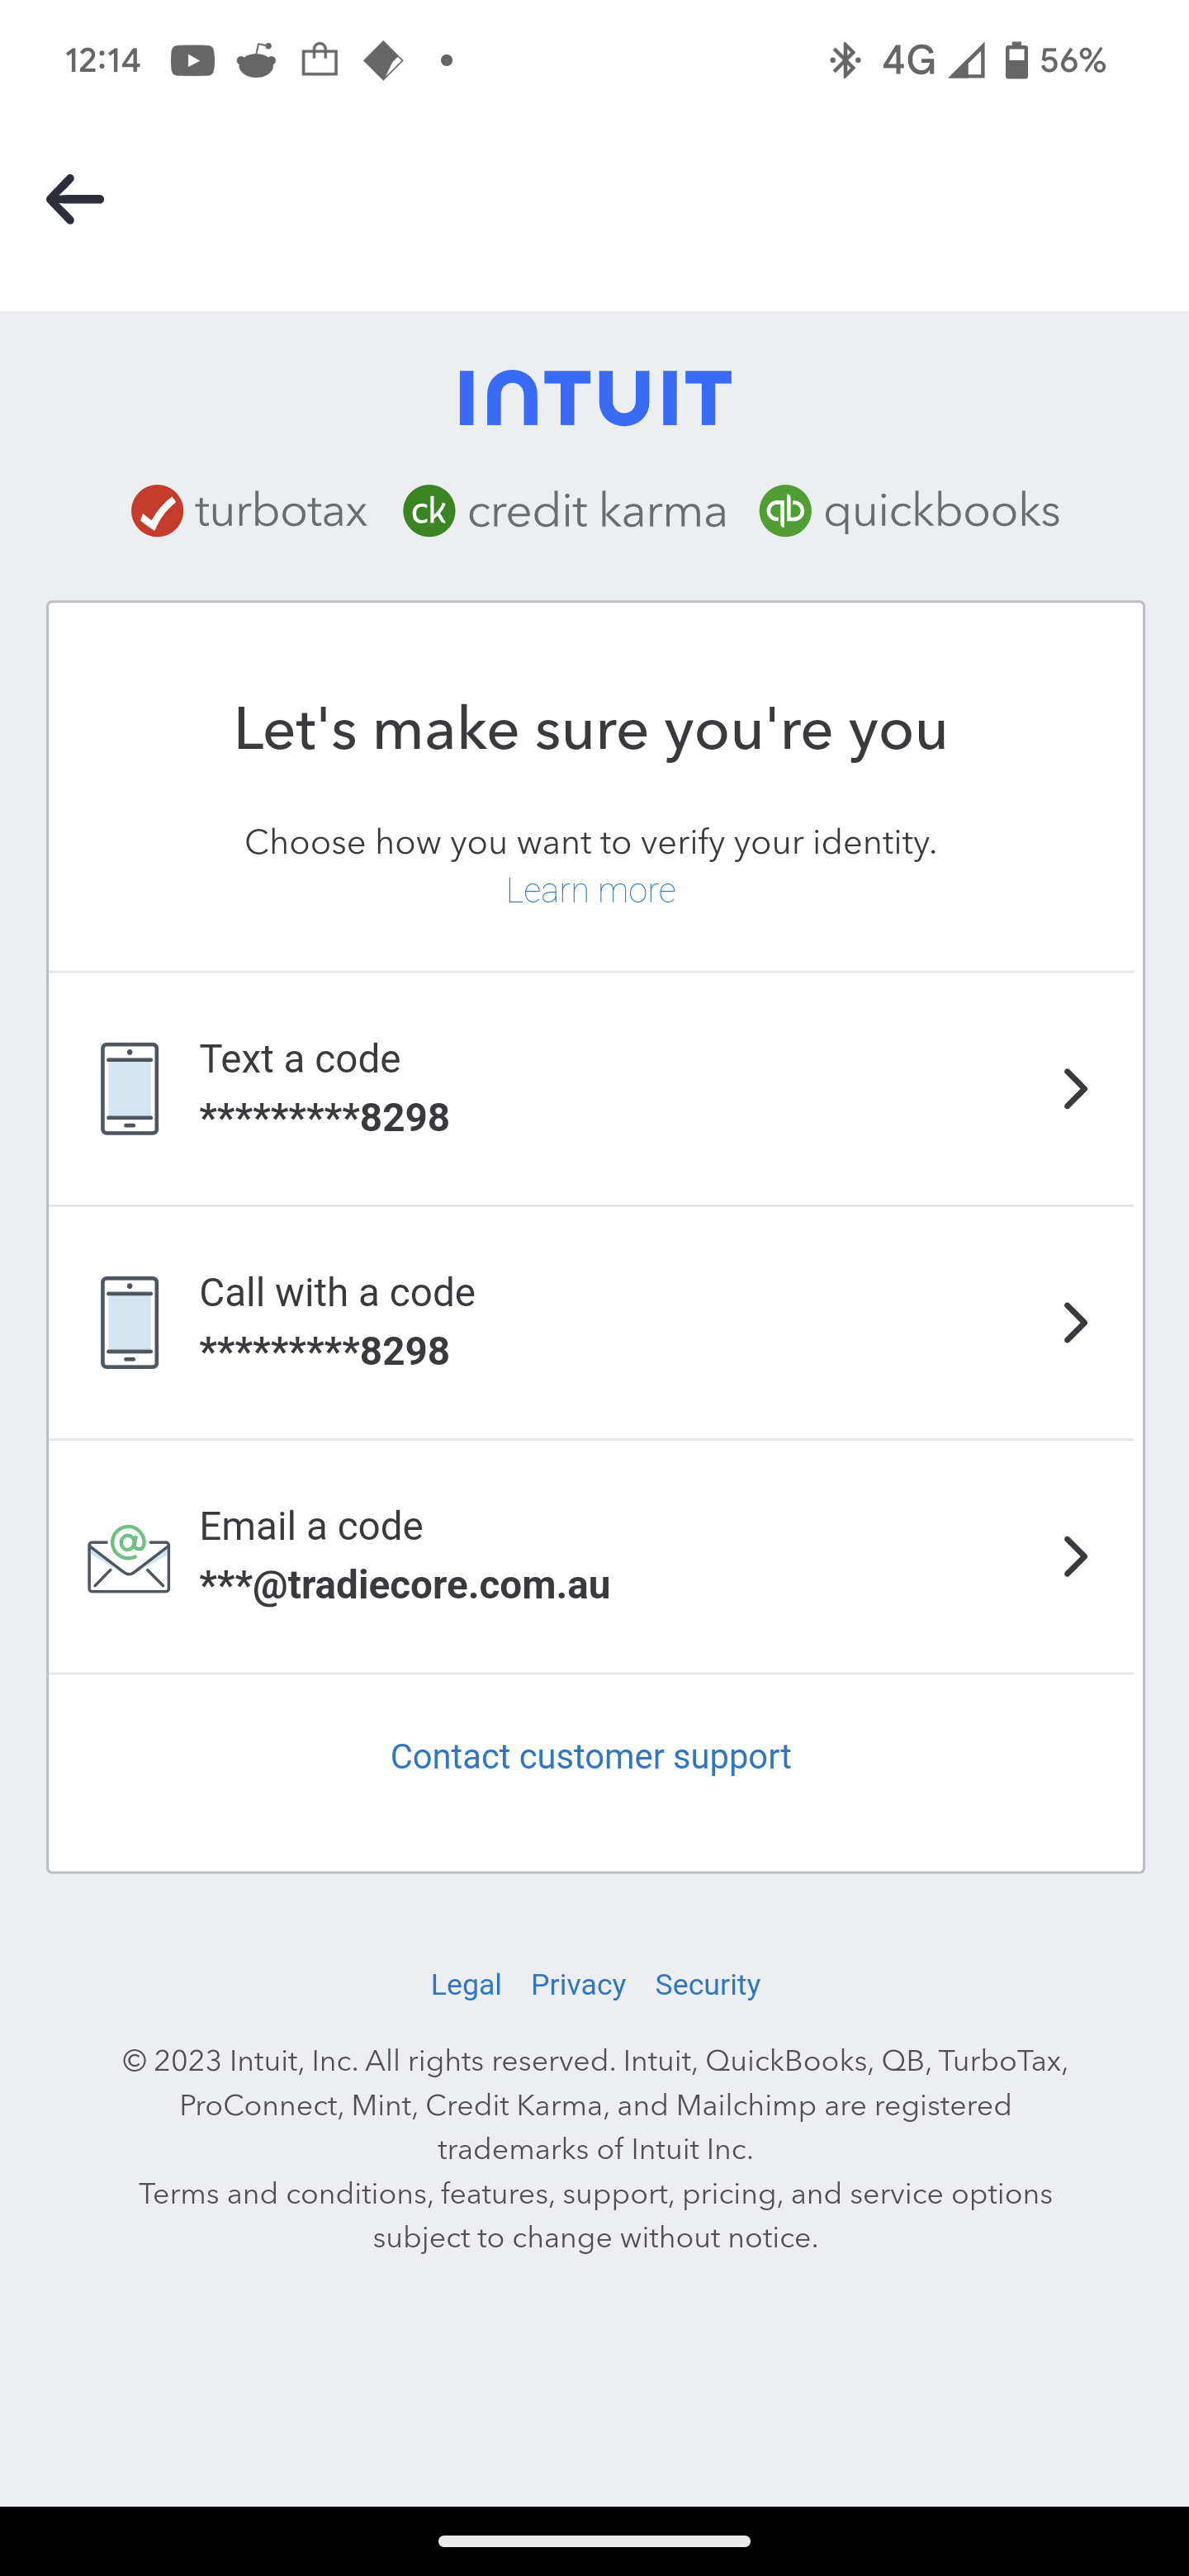 12:14 4G 56%
INTUIT
turbotax ck credit karma qb quickbooks
Let's make sure you're you
Choose how you want to verify your identity.
Learn more
Text a code
*********8298
Call with a code
*********8298
@ Email a code
***@tradiecore.com.au
Contact customer support
Legal Privacy Security
© 2023 Intuit, Inc. All rights reserved. Intuit, QuickBooks, QB, TurboTax,
ProConnect, Mint, Credit Karma, and Mailchimp are registered
trademarks of Intuit Inc.
Terms and conditions, features, support, pricing, and service options
subject to change without notice.